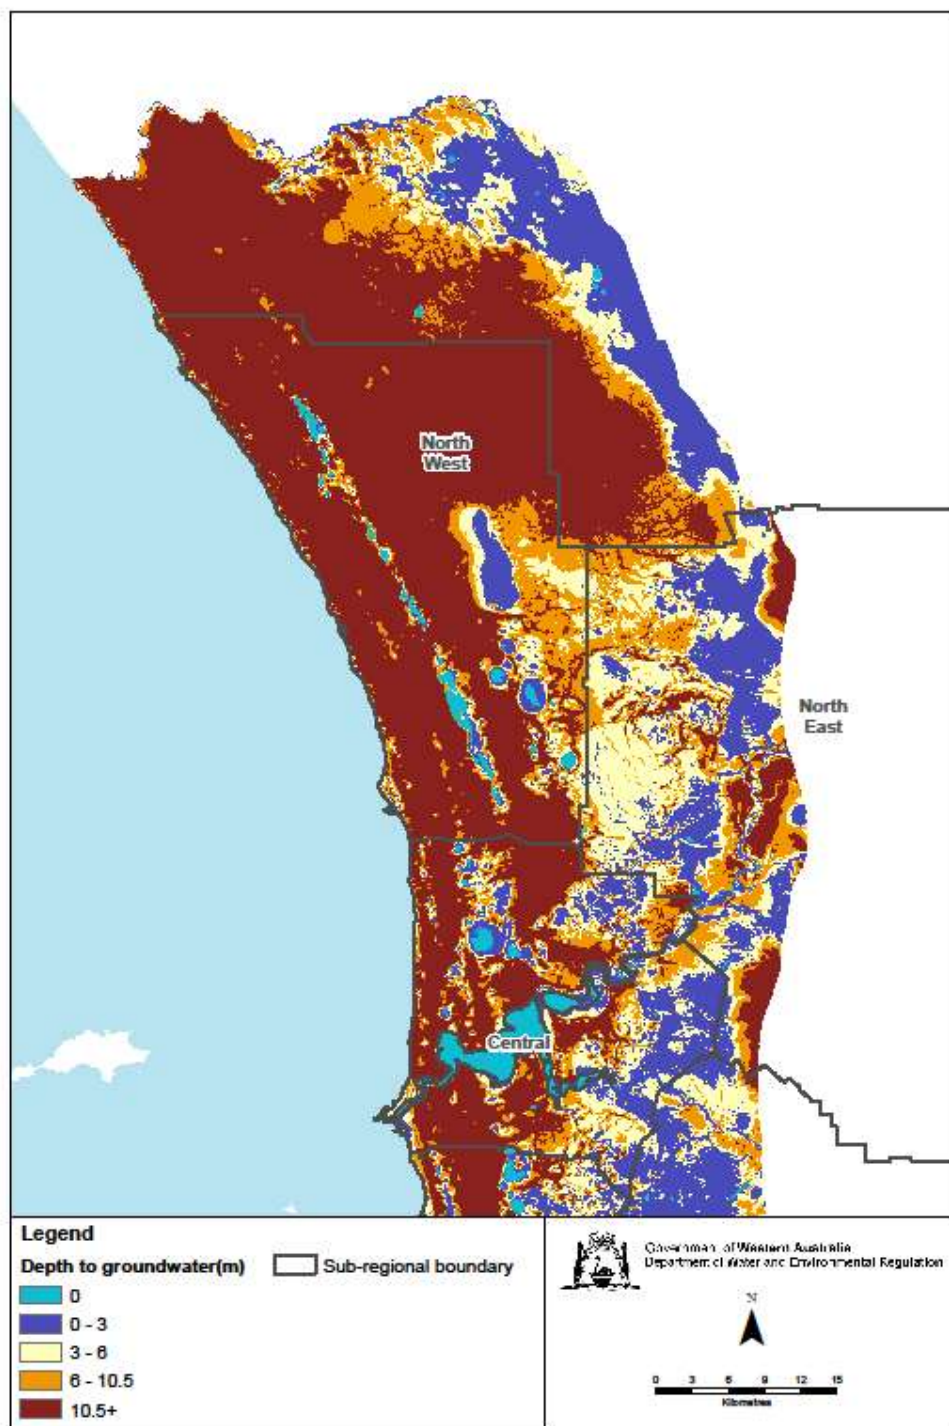 North
West
North
East
Central
Legend
Depth to groundwater(m)
Sub-regional boundary
0
0 - 3
3 - 6
6 - 10.5
10.5+
Government of Western Australia
Department of Water and Environmental Regulation
N
0 3 6 9 12 15
Kilometres